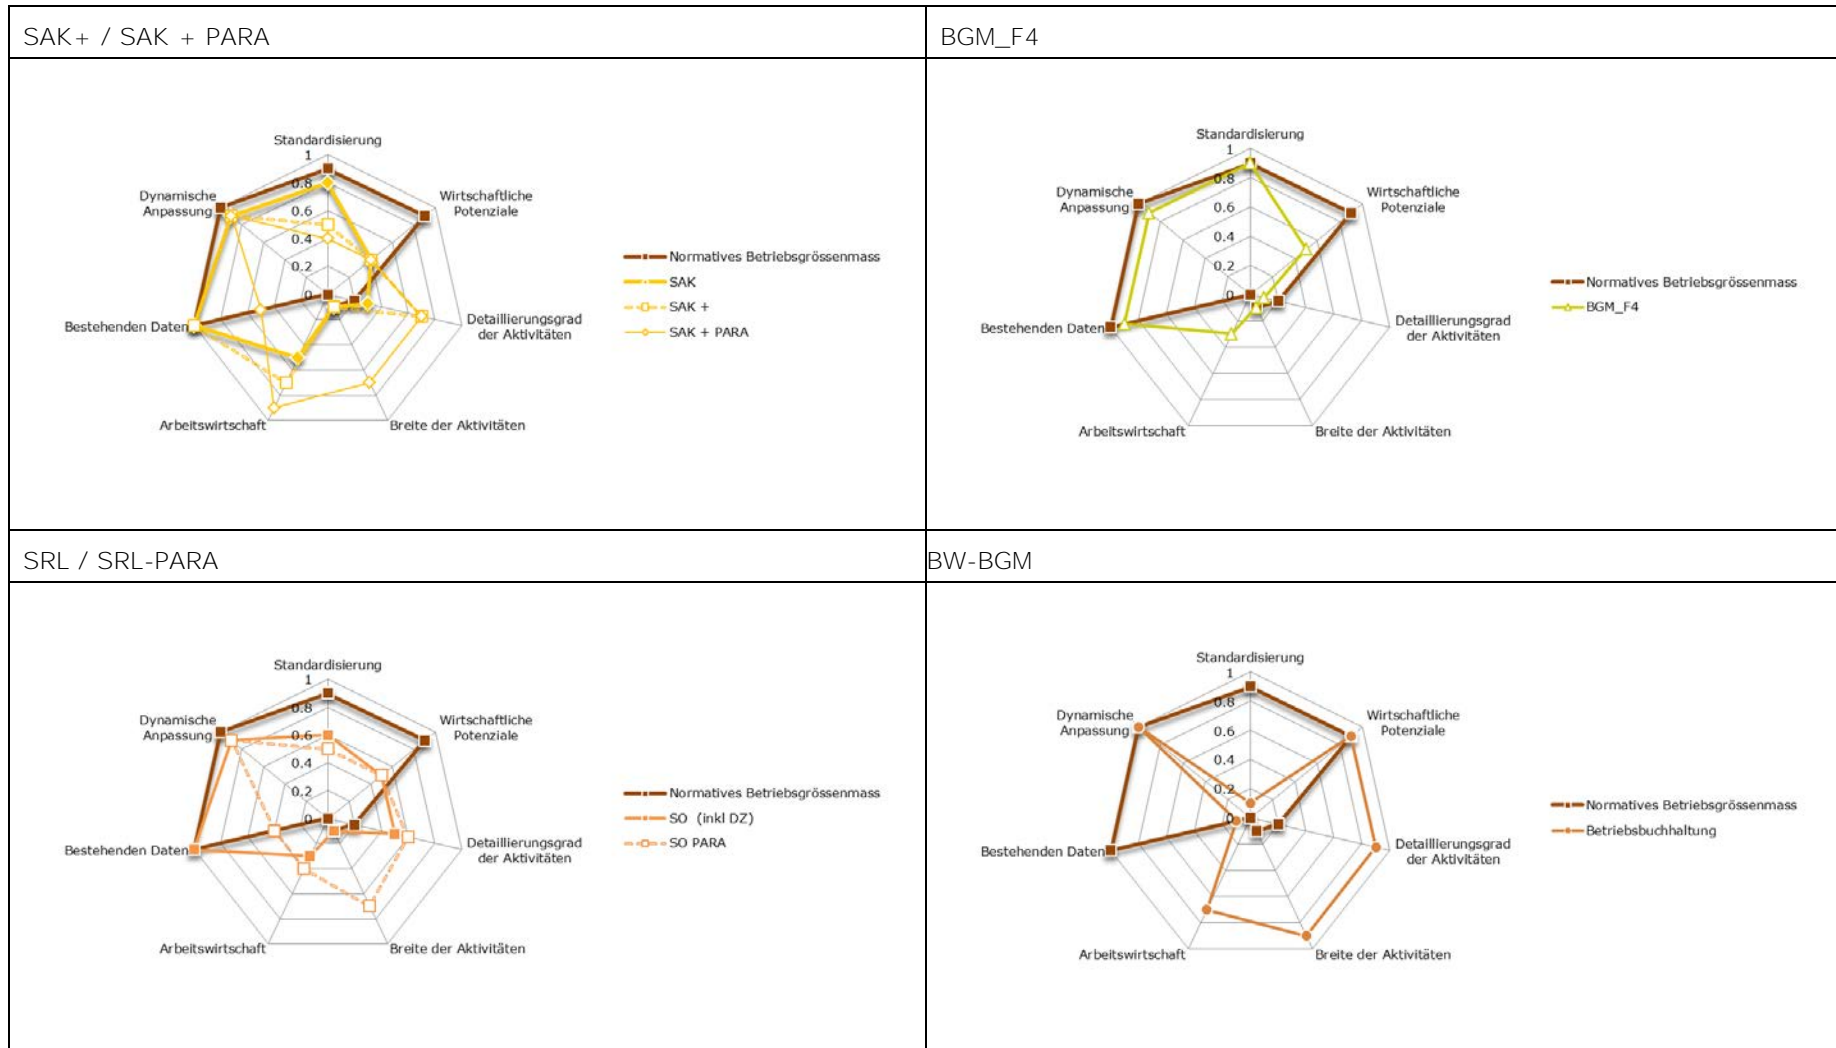 SAK+ / SAK + PARA
Standardisierung
1
0.8
0.6
0.4
0.2
0
Wirtschaftliche
Potenziale
Detaillierungsgrad
der Aktivitäten
Breite der Aktivitäten
Arbeitswirtschaft
Bestehenden Daten
Dynamische
Anpassung
Normatives Betriebsgrössenmass
SAK
SAK +
SAK + PARA
BGM_F4
Standardisierung
1
0.8
0.6
0.4
0.2
0
Wirtschaftliche
Potenziale
Detaillierungsgrad
der Aktivitäten
Breite der Aktivitäten
Arbeitswirtschaft
Bestehenden Daten
Dynamische
Anpassung
Normatives Betriebsgrössenmass
BGM_F4
SRL / SRL-PARA
Standardisierung
1
0.8
0.6
0.4
0.2
0
Wirtschaftliche
Potenziale
Detaillierungsgrad
der Aktivitäten
Breite der Aktivitäten
Arbeitswirtschaft
Bestehenden Daten
Dynamische
Anpassung
Normatives Betriebsgrössenmass
SO (inkl DZ)
SO PARA
BW-BGM
Standardisierung
1
0.8
0.6
0.4
0.2
0
Wirtschaftliche
Potenziale
Detaillierungsgrad
der Aktivitäten
Breite der Aktivitäten
Arbeitswirtschaft
Bestehenden Daten
Dynamische
Anpassung
Normatives Betriebsgrössenmass
Betriebsbuchhaltung